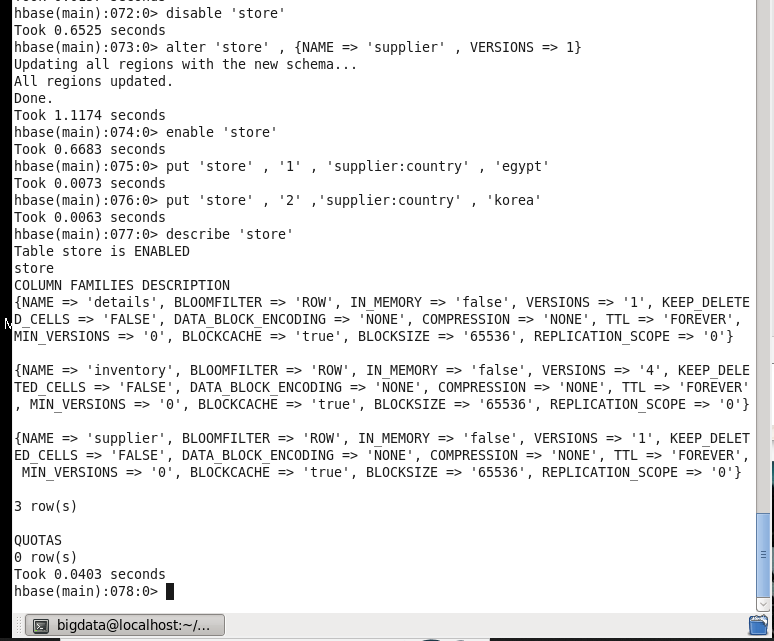 hbase(main):072:0> disable 'store'
Took 0.6525 seconds
hbase(main):073:0> alter 'store' , {NAME => 'supplier' , VERSIONS => 1}
Updating all regions with the new schema...
All regions updated.
Done.
Took 1.1174 seconds
hbase(main):074:0> enable 'store'
Took 0.6683 seconds
hbase(main):075:0> put 'store' , '1' , 'supplier:country' , 'egypt'
Took 0.0073 seconds
hbase(main):076:0> put 'store' , '2' ,'supplier:country' , 'korea'
Took 0.0063 seconds
hbase(main):077:0> describe 'store'
Table store is ENABLED
store
COLUMN FAMILIES DESCRIPTION
{NAME => 'details', BLOOMFILTER => 'ROW', IN_MEMORY => 'false', VERSIONS => '1', KEEP_DELETE
D_CELLS => 'FALSE', DATA_BLOCK_ENCODING => 'NONE', COMPRESSION => 'NONE', TTL => 'FOREVER',
MIN_VERSIONS => '0', BLOCKCACHE => 'true', BLOCKSIZE => '65536', REPLICATION_SCOPE => '0'}
{NAME => 'inventory', BLOOMFILTER => 'ROW', IN_MEMORY => 'false', VERSIONS => '4', KEEP_DELE
TED_CELLS => 'FALSE', DATA_BLOCK_ENCODING => 'NONE', COMPRESSION => 'NONE', TTL => 'FOREVER'
, MIN_VERSIONS => '0', BLOCKCACHE => 'true', BLOCKSIZE => '65536', REPLICATION_SCOPE => '0'}
{NAME => 'supplier', BLOOMFILTER => 'ROW', IN_MEMORY => 'false', VERSIONS => '1', KEEP_DELET
ED_CELLS => 'FALSE', DATA_BLOCK_ENCODING => 'NONE', COMPRESSION => 'NONE', TTL => 'FOREVER',
MIN_VERSIONS => '0', BLOCKCACHE => 'true', BLOCKSIZE => '65536', REPLICATION_SCOPE => '0'}
3 row(s)
QUOTAS
0 row(s)
Took 0.0403 seconds
hbase(main):078:0>
bigdata@localhost:~/...